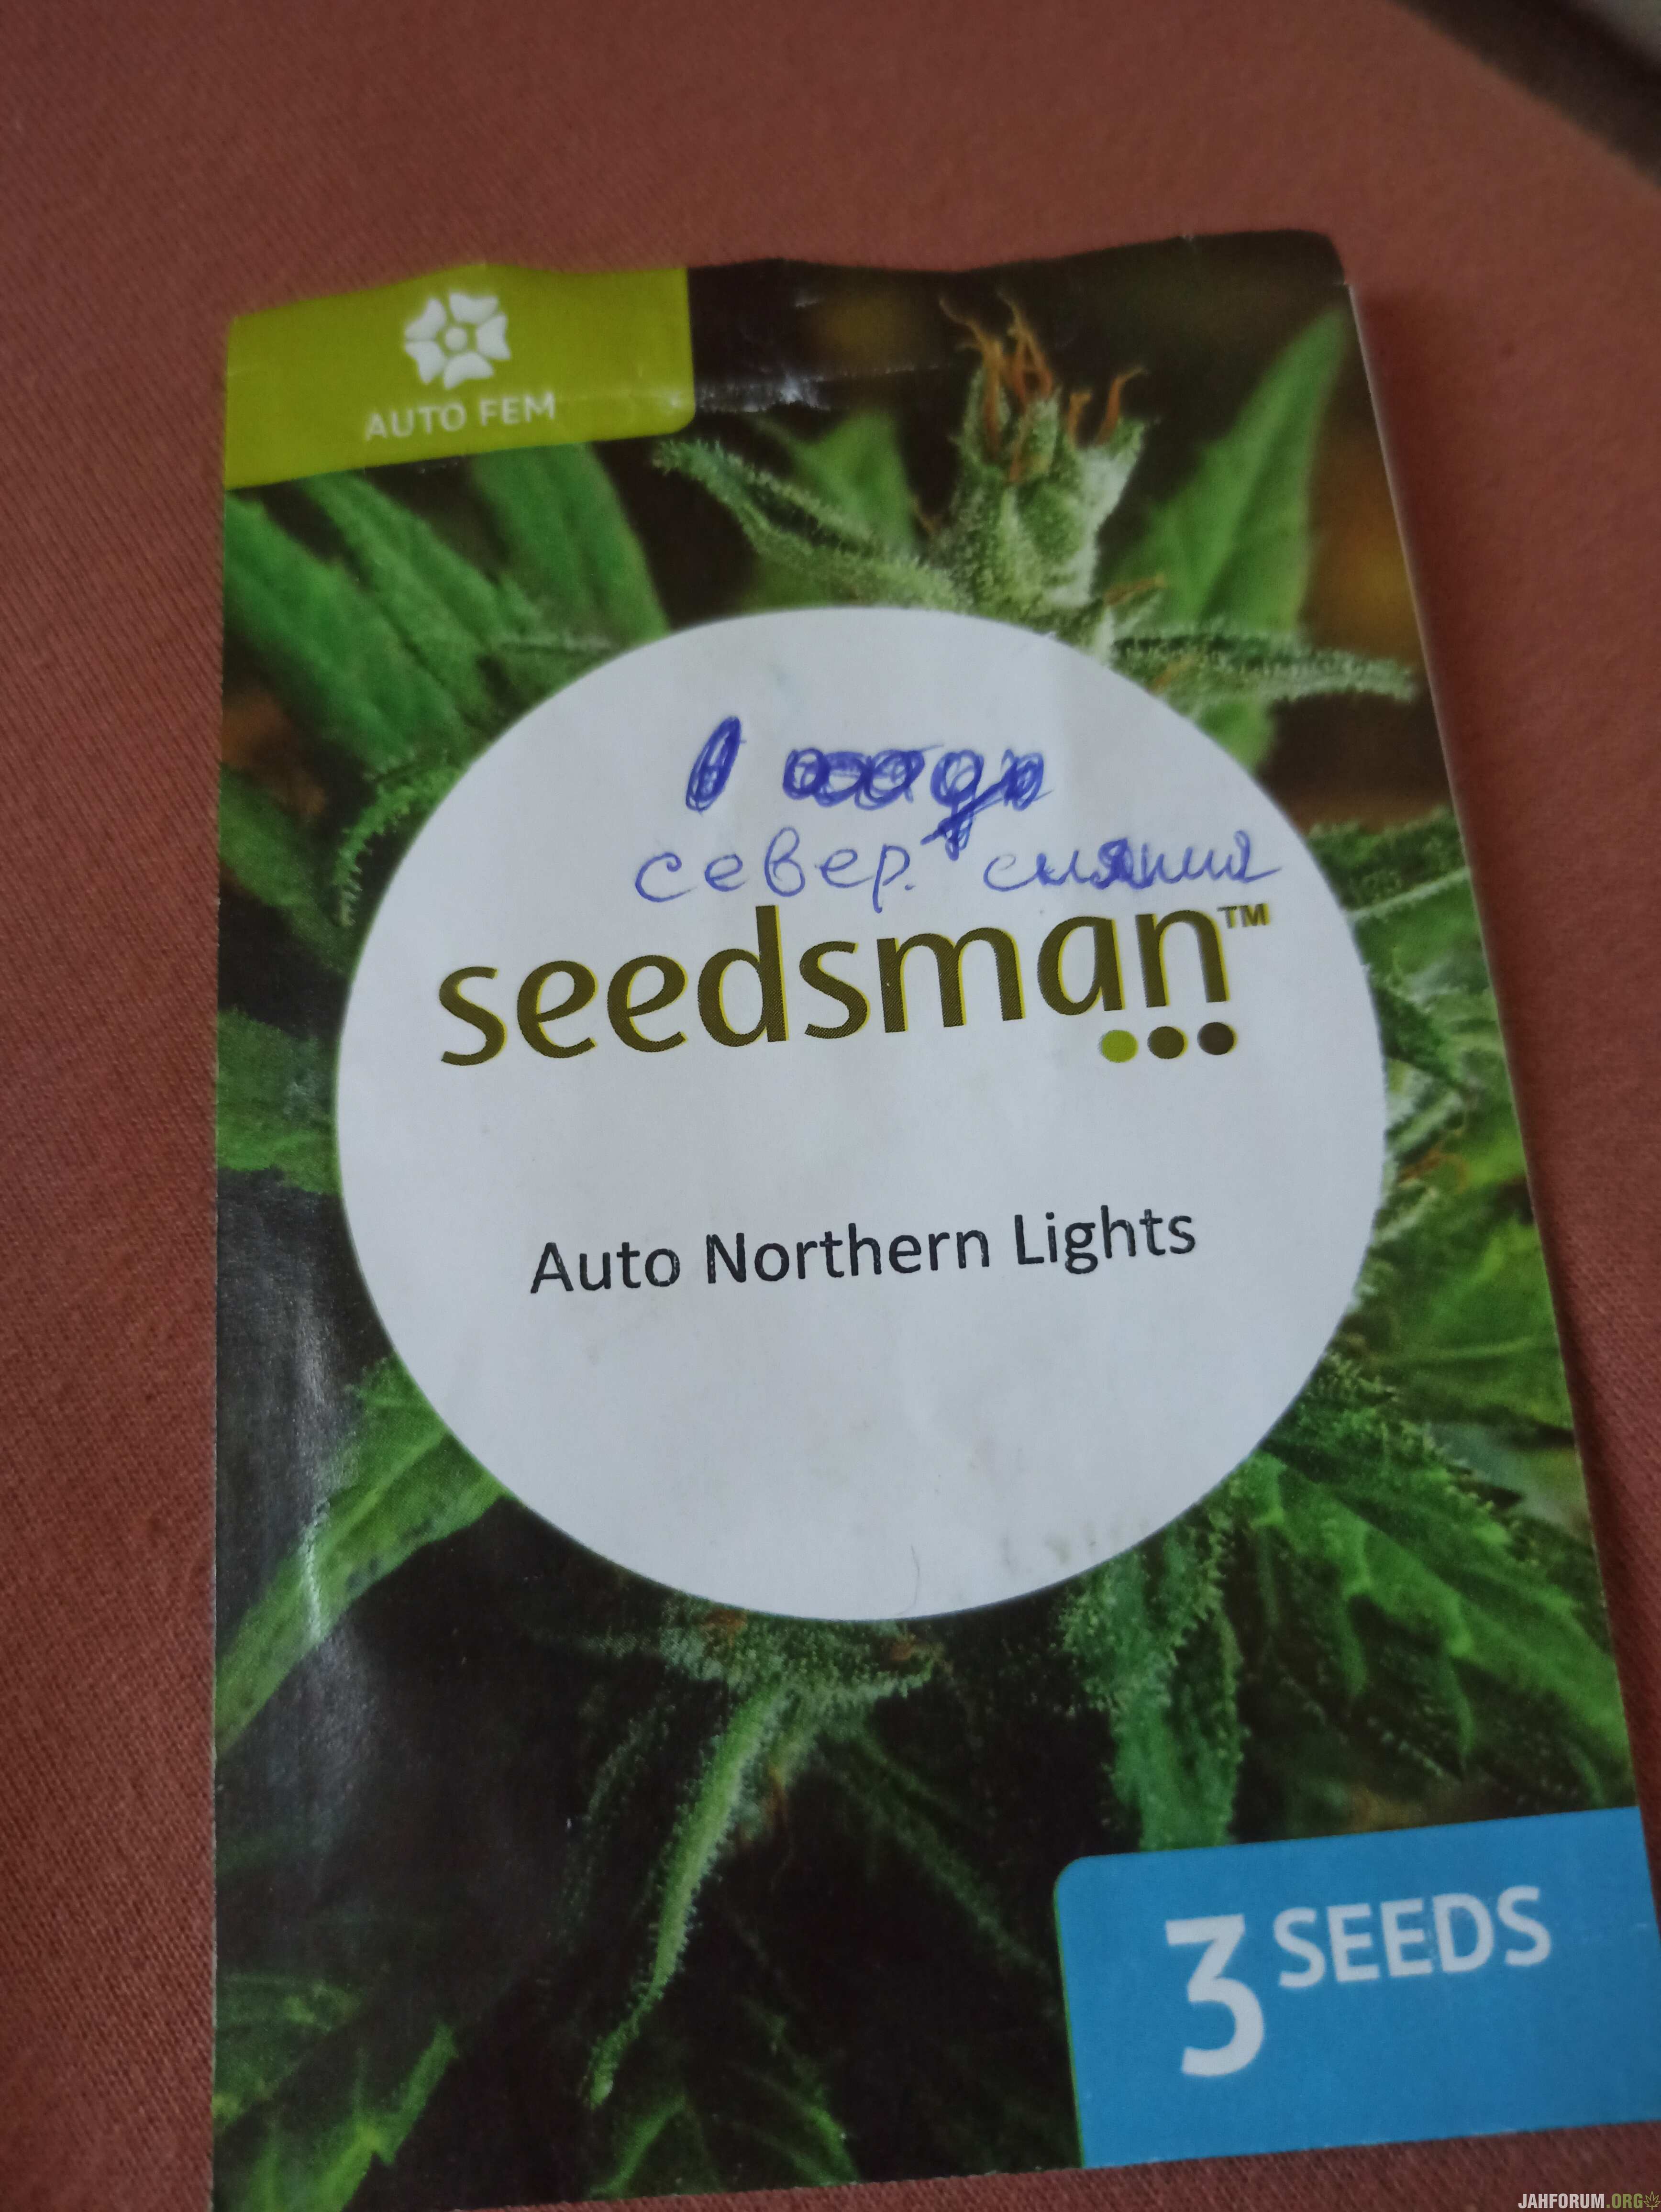 AUTO FEM
север. сияния
seedsman™
Auto Northern Lights
3 SEEDS
JAHFORUM.ORG